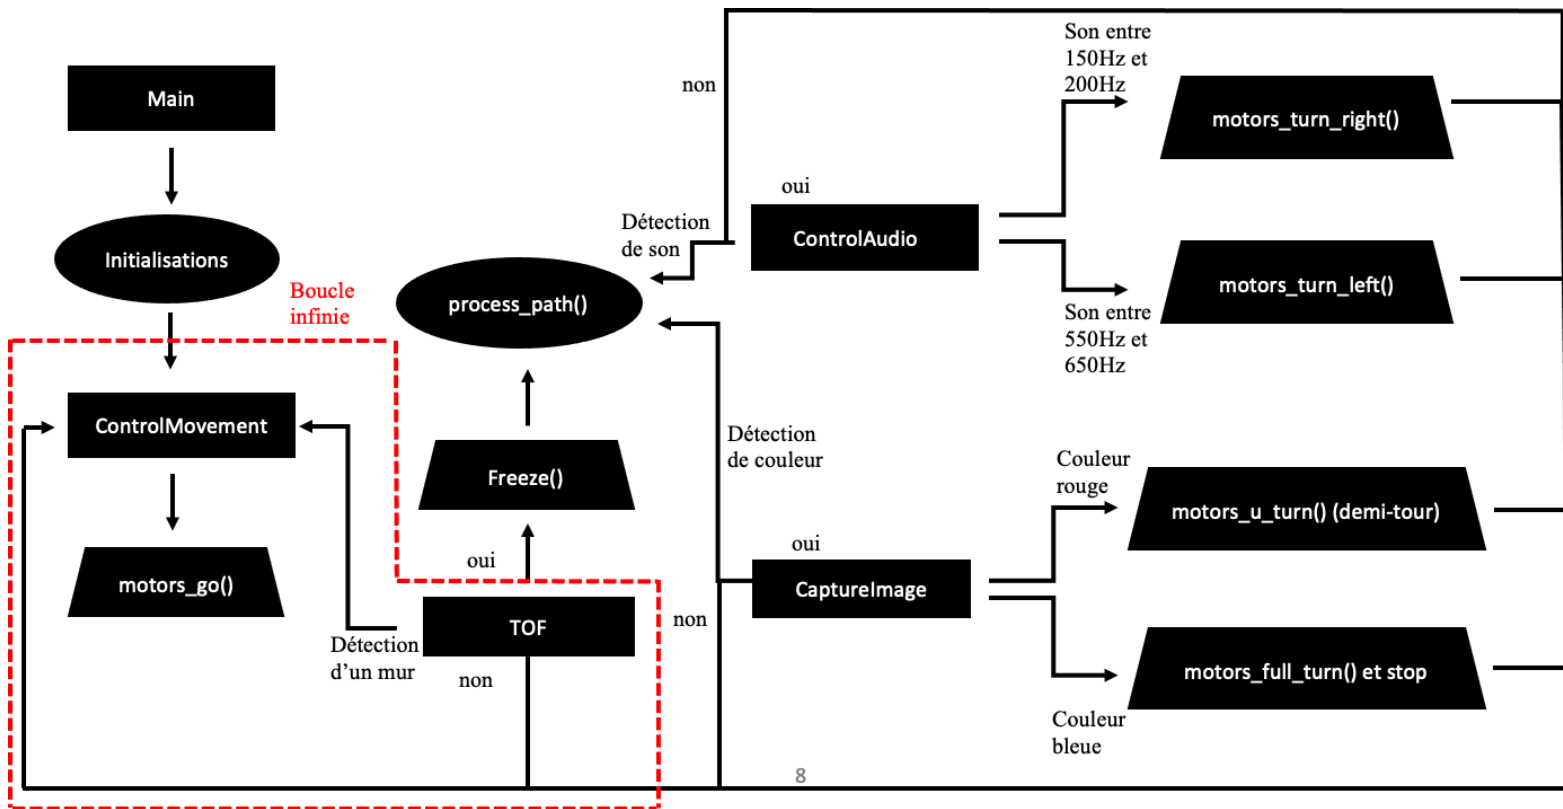 Main
Initialisations
Boucle
infinie
ControlMovement
motors_go()
Détection
d'un mur
TOF
oui
non
Freeze()
process_path()
Détection
de son
non
oui
ControlAudio
Son entre
150Hz et
200Hz
motors_turn_right()
motors_turn_left()
Son entre
550Hz et
650Hz
Détection
de couleur
non
oui
CaptureImage
Couleur
rouge
motors_u_turn() (demi-tour)
motors_full_turn() et stop
Couleur
bleue
8